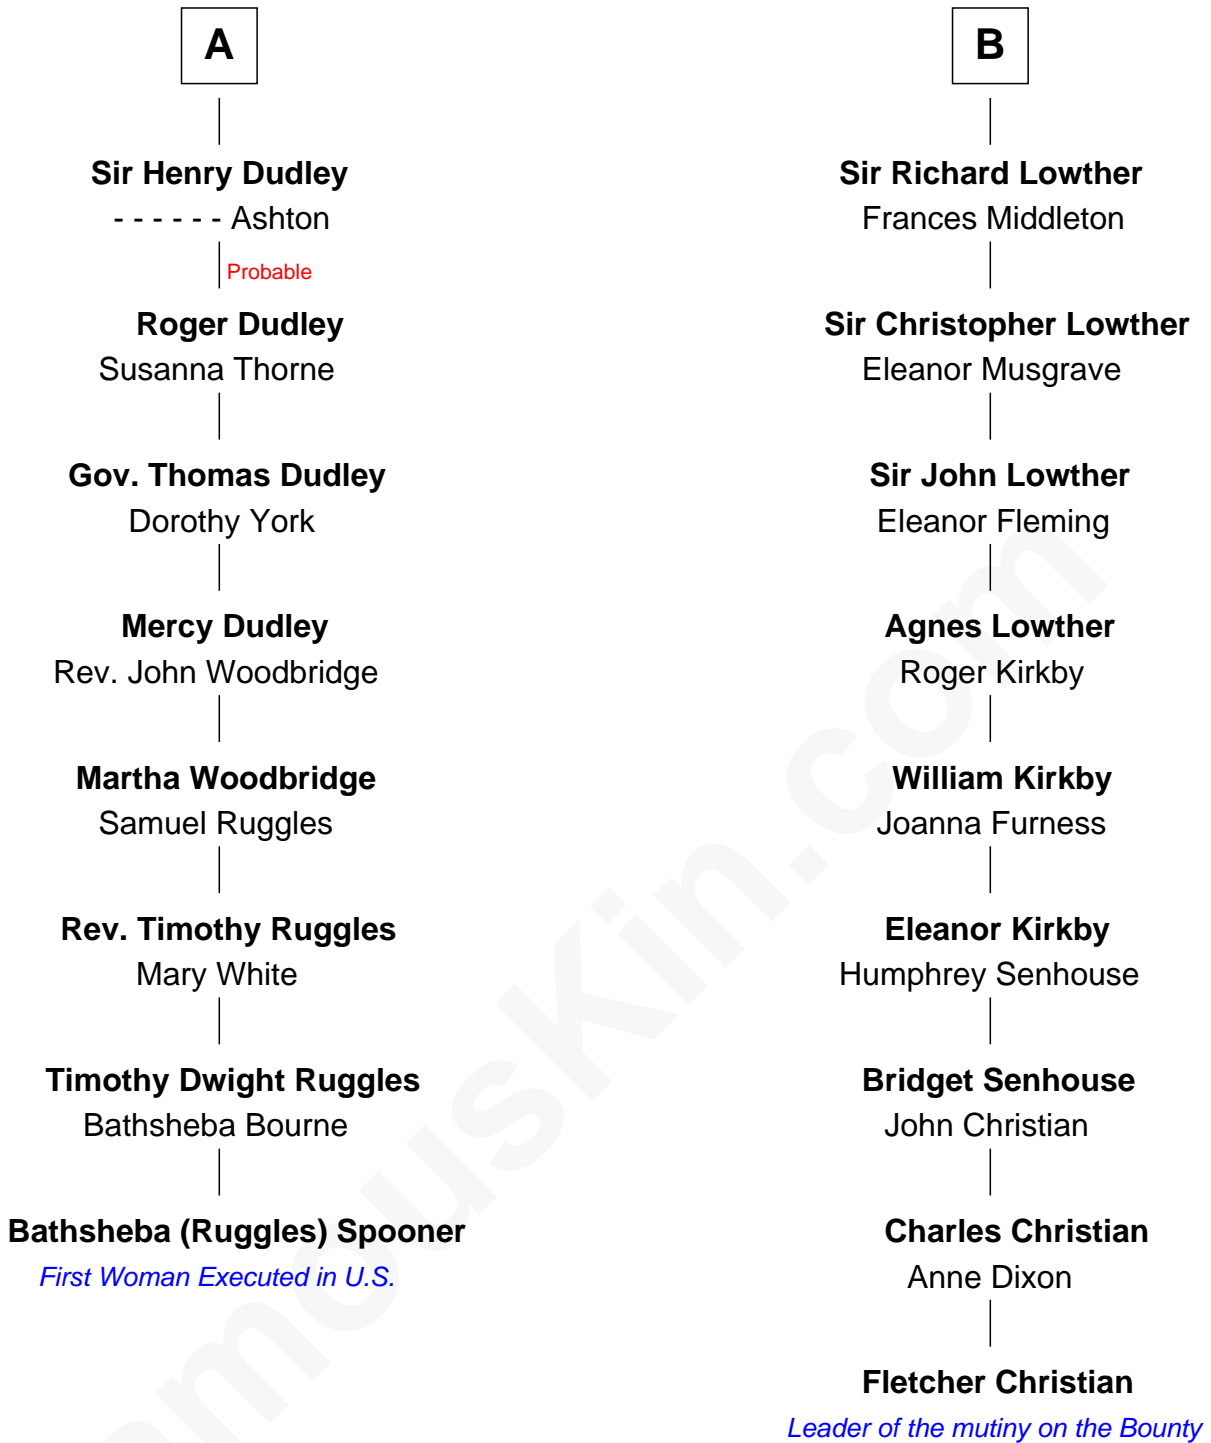 A
Sir Henry Dudley
- - - - - - Ashton
Probable
Roger Dudley
Susanna Thorne
Gov. Thomas Dudley
Dorothy York
Mercy Dudley
Rev. John Woodbridge
Martha Woodbridge
Samuel Ruggles
Rev. Timothy Ruggles
Mary White
Timothy Dwight Ruggles
Bathsheba Bourne
Bathsheba (Ruggles) Spooner
First Woman Executed in U.S.
B
Sir Richard Lowther
Frances Middleton
Sir Christopher Lowther
Eleanor Musgrave
Sir John Lowther
Eleanor Fleming
Agnes Lowther
Roger Kirkby
William Kirkby
Joanna Furness
Eleanor Kirkby
Humphrey Senhouse
Bridget Senhouse
John Christian
Charles Christian
Anne Dixon
Fletcher Christian
Leader of the mutiny on the Bounty
amouskin.com